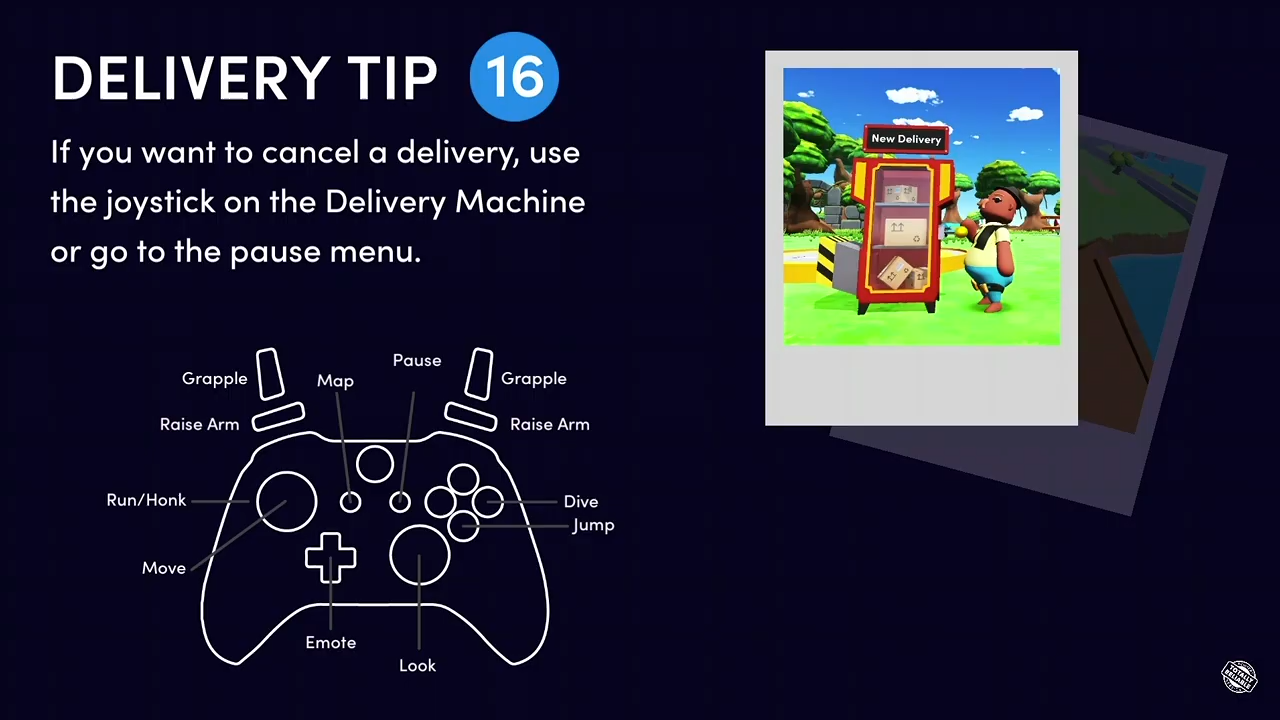 DELIVERY TIP 16
If you want to cancel a delivery, use
the joystick on the Delivery Machine
or go to the pause menu.
New Delivery
Pause
Grapple
Map
Grapple
Raise Arm
Raise Arm
Run/Honk
Dive
Jump
Move
Emote
Look
TOTALLY
RELIABLE